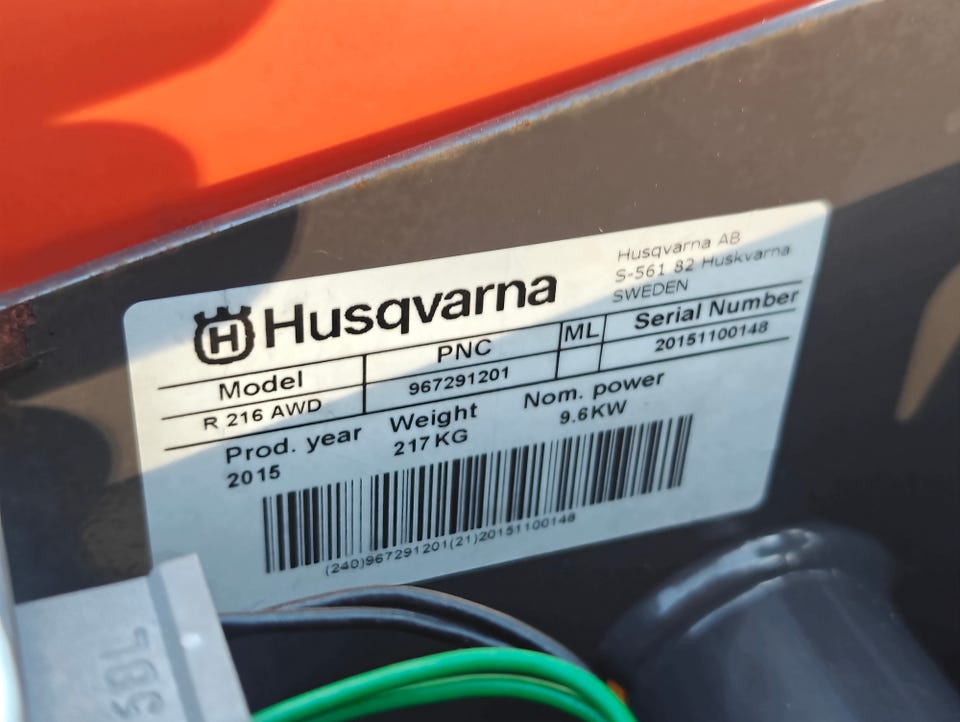 Husqvarna AB
S-561 82 Huskvarna
SWEDEN
H Husqvarna
Model PNC ML Serial Number
R 216 AWD 967291201 20151100148
Prod. year Weight Nom. power
2015 217KG 9.6KW
(240)967291201(21)20151100148